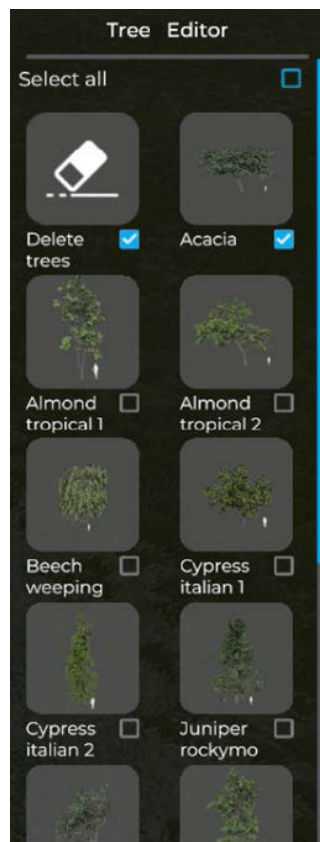 Tree Editor
Select all
Delete trees
Acacia
Almond tropical 1
Almond tropical 2
Beech weeping
Cypress italian 1
Cypress italian 2
Juniper rockymo